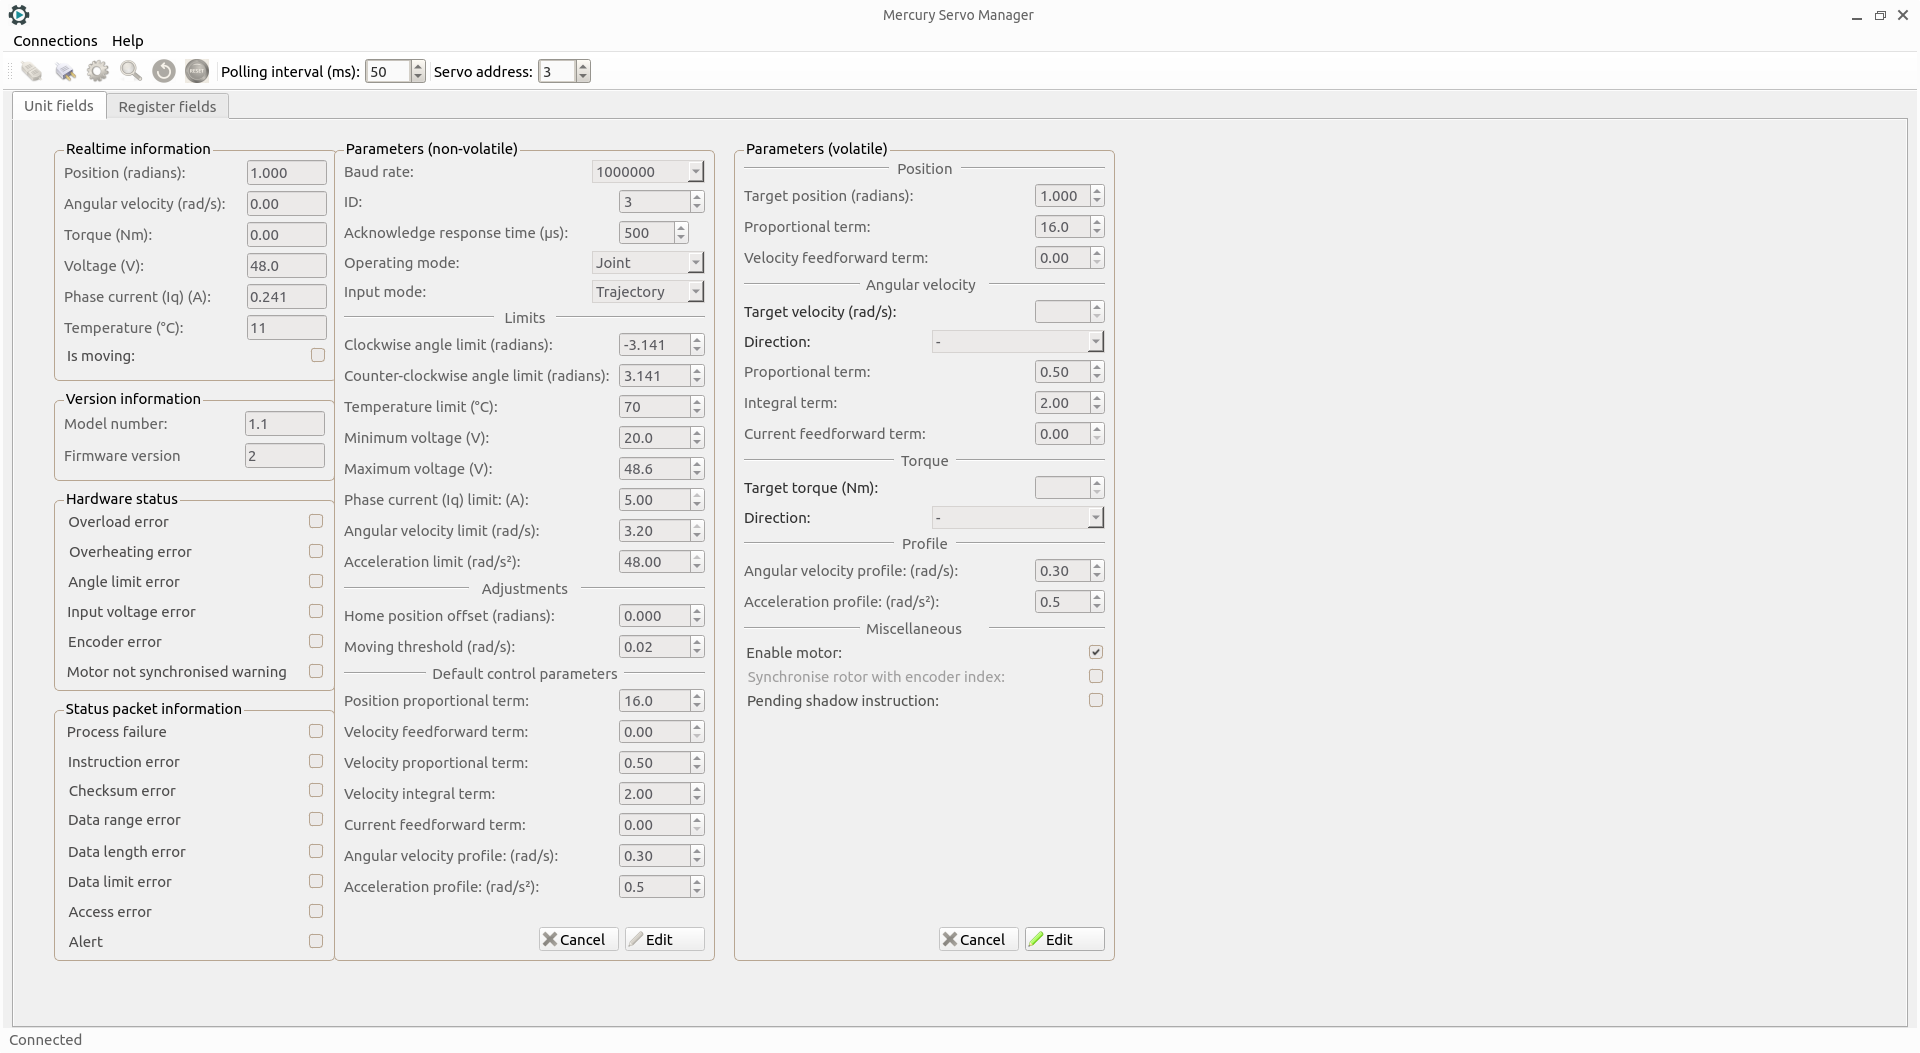 Mercury Servo Manager
Connections Help
Polling interval (ms): 50 Servo address: 3
Unit fields Register fields
Realtime information
Position (radians): 1.000
Angular velocity (rad/s): 0.00
Torque (Nm): 0.00
Voltage (V): 48.0
Phase current (Iq) (A): 0.241
Temperature (°C): 11
Is moving:
Version information
Model number: 1.1
Firmware version 2
Hardware status
Overload error
Overheating error
Angle limit error
Input voltage error
Encoder error
Motor not synchronised warning
Status packet information
Process failure
Instruction error
Checksum error
Data range error
Data length error
Data limit error
Access error
Alert
Parameters (non-volatile)
Baud rate: 1000000
ID: 3
Acknowledge response time (µs): 500
Operating mode: Joint
Input mode: Trajectory
Limits
Clockwise angle limit (radians): -3.141
Counter-clockwise angle limit (radians): 3.141
Temperature limit (°C): 70
Minimum voltage (V): 20.0
Maximum voltage (V): 48.6
Phase current (Iq) limit: (A): 5.00
Angular velocity limit (rad/s): 3.20
Acceleration limit (rad/s²): 48.00
Adjustments
Home position offset (radians): 0.000
Moving threshold (rad/s): 0.02
Default control parameters
Position proportional term: 16.0
Velocity feedforward term: 0.00
Velocity proportional term: 0.50
Velocity integral term: 2.00
Current feedforward term: 0.00
Angular velocity profile: (rad/s): 0.30
Acceleration profile: (rad/s²): 0.5
Cancel Edit
Parameters (volatile)
Position
Target position (radians): 1.000
Proportional term: 16.0
Velocity feedforward term: 0.00
Angular velocity
Target velocity (rad/s):
Direction: -
Proportional term: 0.50
Integral term: 2.00
Current feedforward term: 0.00
Torque
Target torque (Nm):
Direction: -
Profile
Angular velocity profile: (rad/s): 0.30
Acceleration profile: (rad/s²): 0.5
Miscellaneous
Enable motor:
Synchronise rotor with encoder index:
Pending shadow instruction:
Cancel Edit
Connected